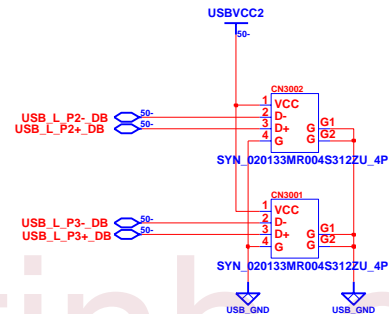 USBVCC2
50-
CN3002
1 VCC
USB_L_P2-_DB 50- 2 D-
USB_L_P2+_DB 50- 3 D+ G G1
4 G G G2
SYN_020133MR004S312ZU_4P
CN3001
1 VCC
USB_L_P3-_DB 50- 2 D-
USB_L_P3+_DB 50- 3 D+ G G1
4 G G G2
SYN_020133MR004S312ZU_4P
USB_GND USB_GND